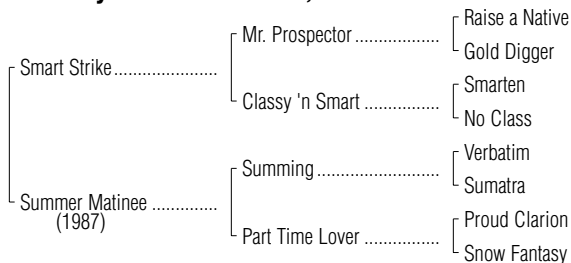 Raise a Native
Mr. Prospector ....................
Gold Digger
Smart Strike.......................
Smarten
Classy 'n Smart ..................
No Class
Verbatim
Summing ...........................
Sumatra
Summer Matinee ..............
(1987)
Proud Clarion
Part Time Lover .................
Snow Fantasy